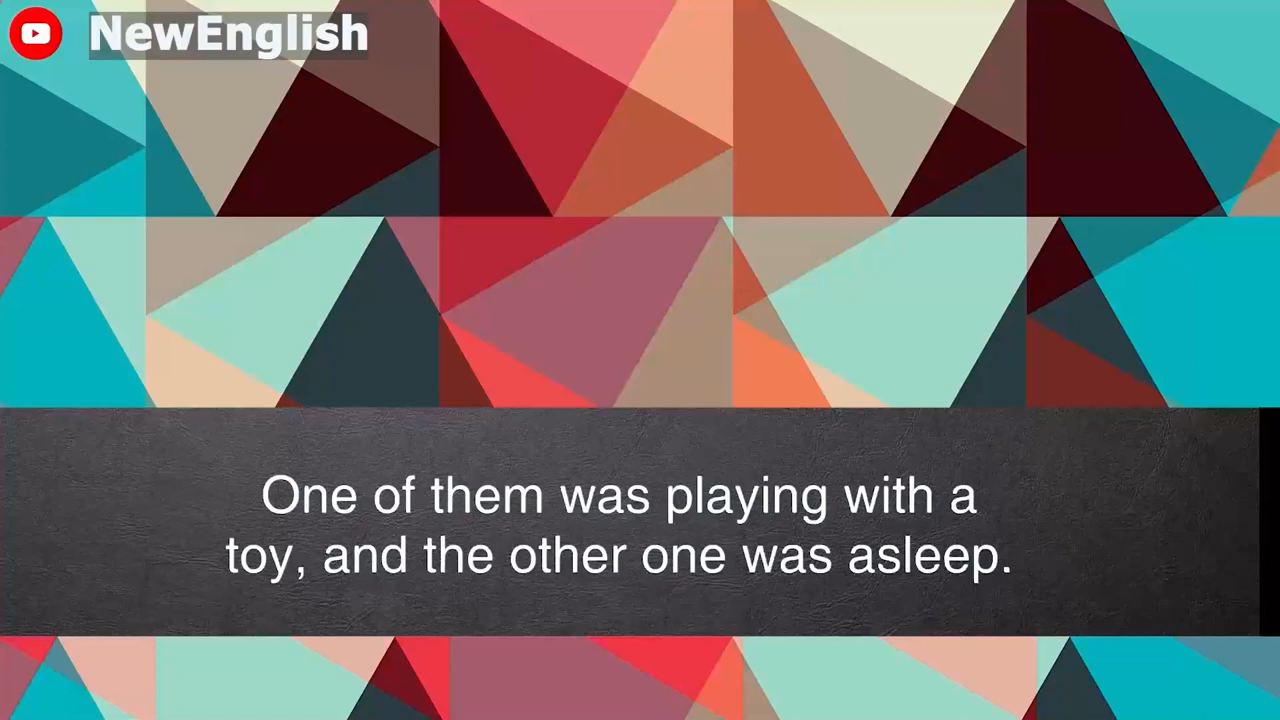 NewEnglish
One of them was playing with a
toy, and the other one was asleep.